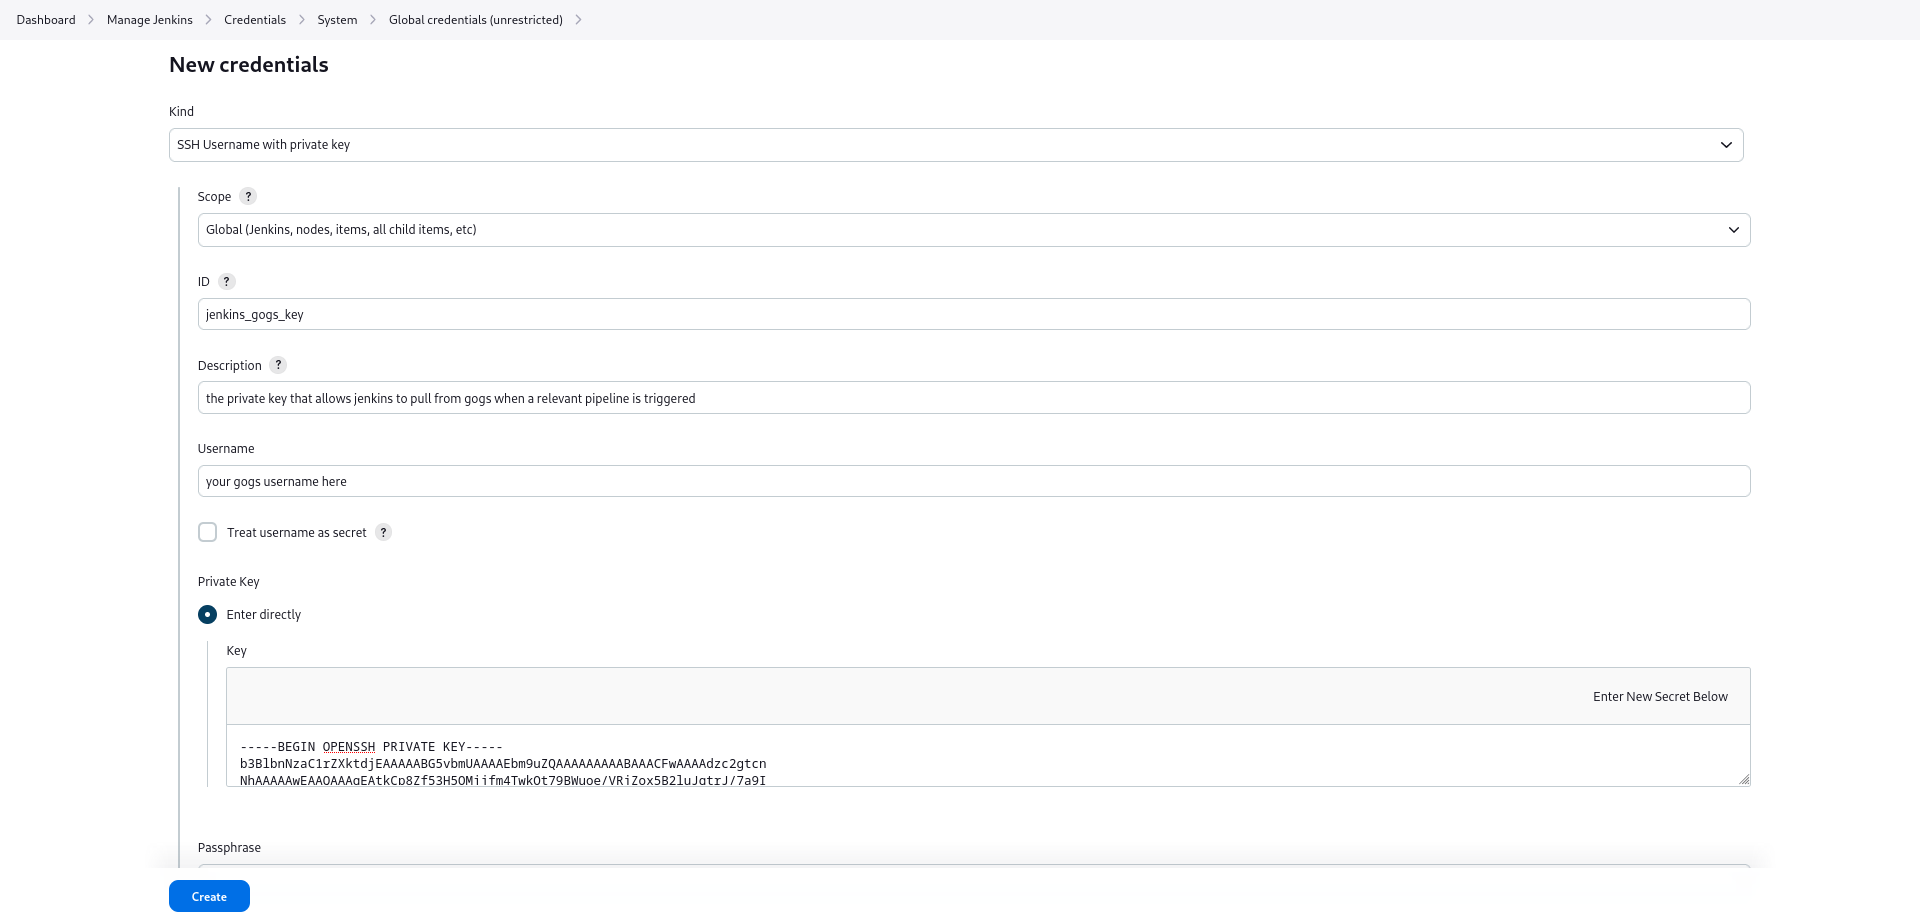 Dashboard > Manage Jenkins > Credentials > System > Global credentials (unrestricted) >
New credentials
Kind
SSH Username with private key
Scope ?
Global (Jenkins, nodes, items, all child items, etc)
ID ?
jenkins_gogs_key
Description ?
the private key that allows jenkins to pull from gogs when a relevant pipeline is triggered
Username
your gogs username here
Treat username as secret ?
Private Key
Enter directly
Key
Enter New Secret Below
-----BEGIN OPENSSH PRIVATE KEY-----
b3BlbnNzaC1rZXktdjEAAAAABG5vbmUAAAAEbm9uZQAAAAAAAAABAAACFwAAAAdzc2gtcn
Passphrase
Create